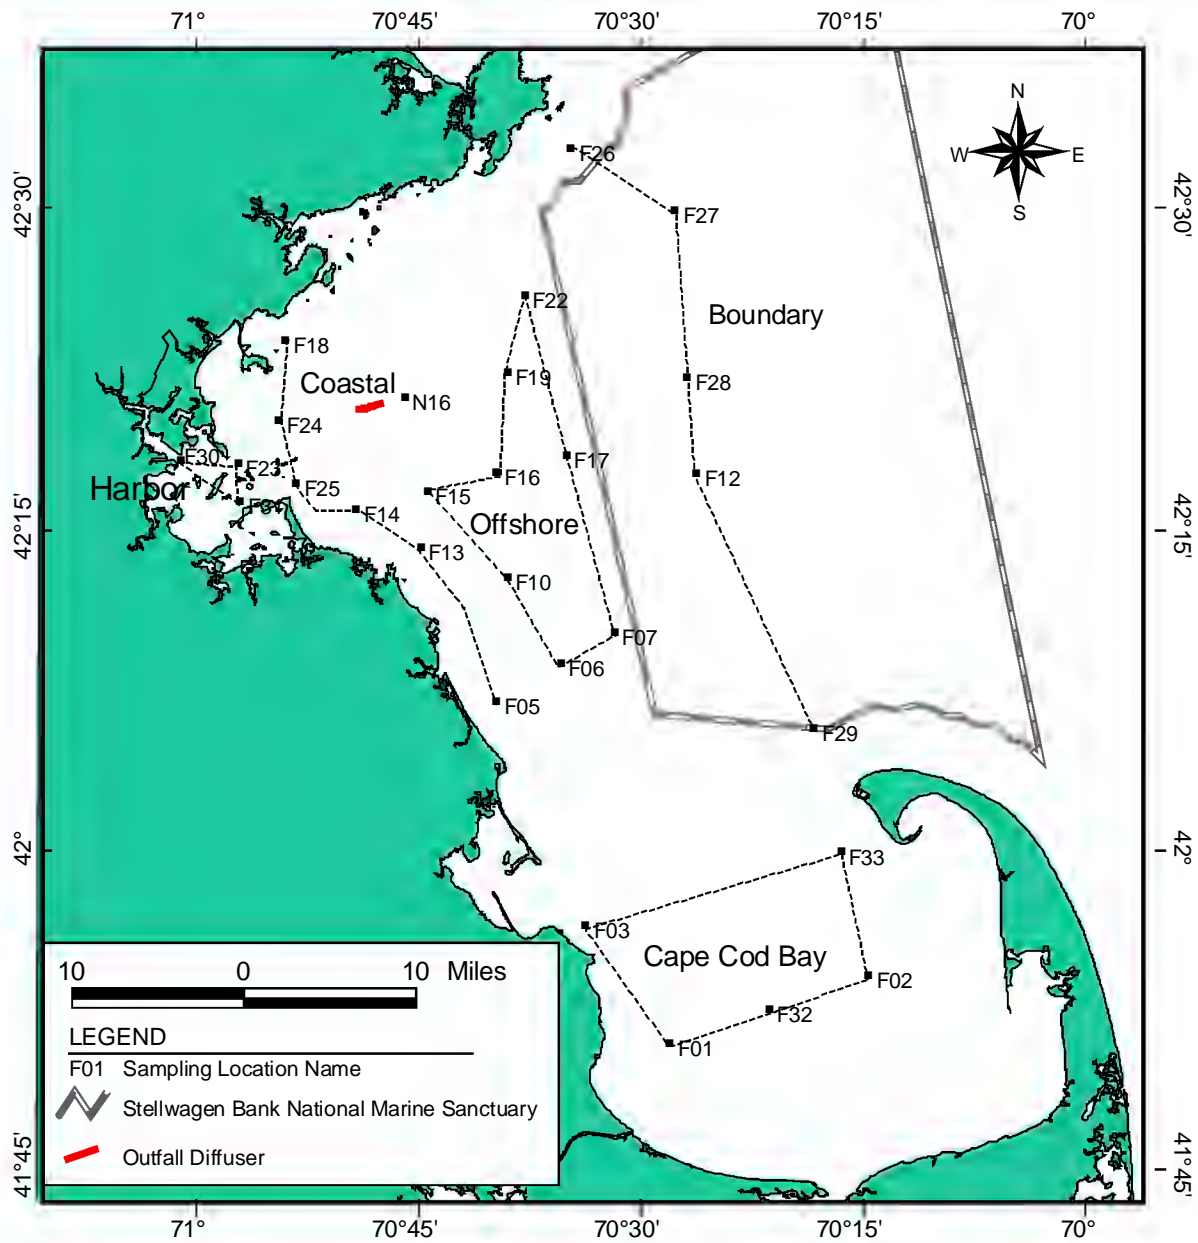 71° 70°45' 70°30' 70°15' 70°
N
W E
S
42°30' 42°30'
42°15' 42°15'
42° 42°
41°45' 41°45'
F26
F27
Boundary
F22
F18
F19
F28
Coastal
N16
F24
F30
F23
F17
F16
F12
Harbor
F25
F15
F31
F14
Offshore
F13
F10
F07
F06
F05
F29
F33
F03
Cape Cod Bay
F02
F32
F01
10 0 10 Miles
LEGEND
F01 Sampling Location Name
Stellwagen Bank National Marine Sanctuary
Outfall Diffuser
71° 70°45' 70°30' 70°15' 70°